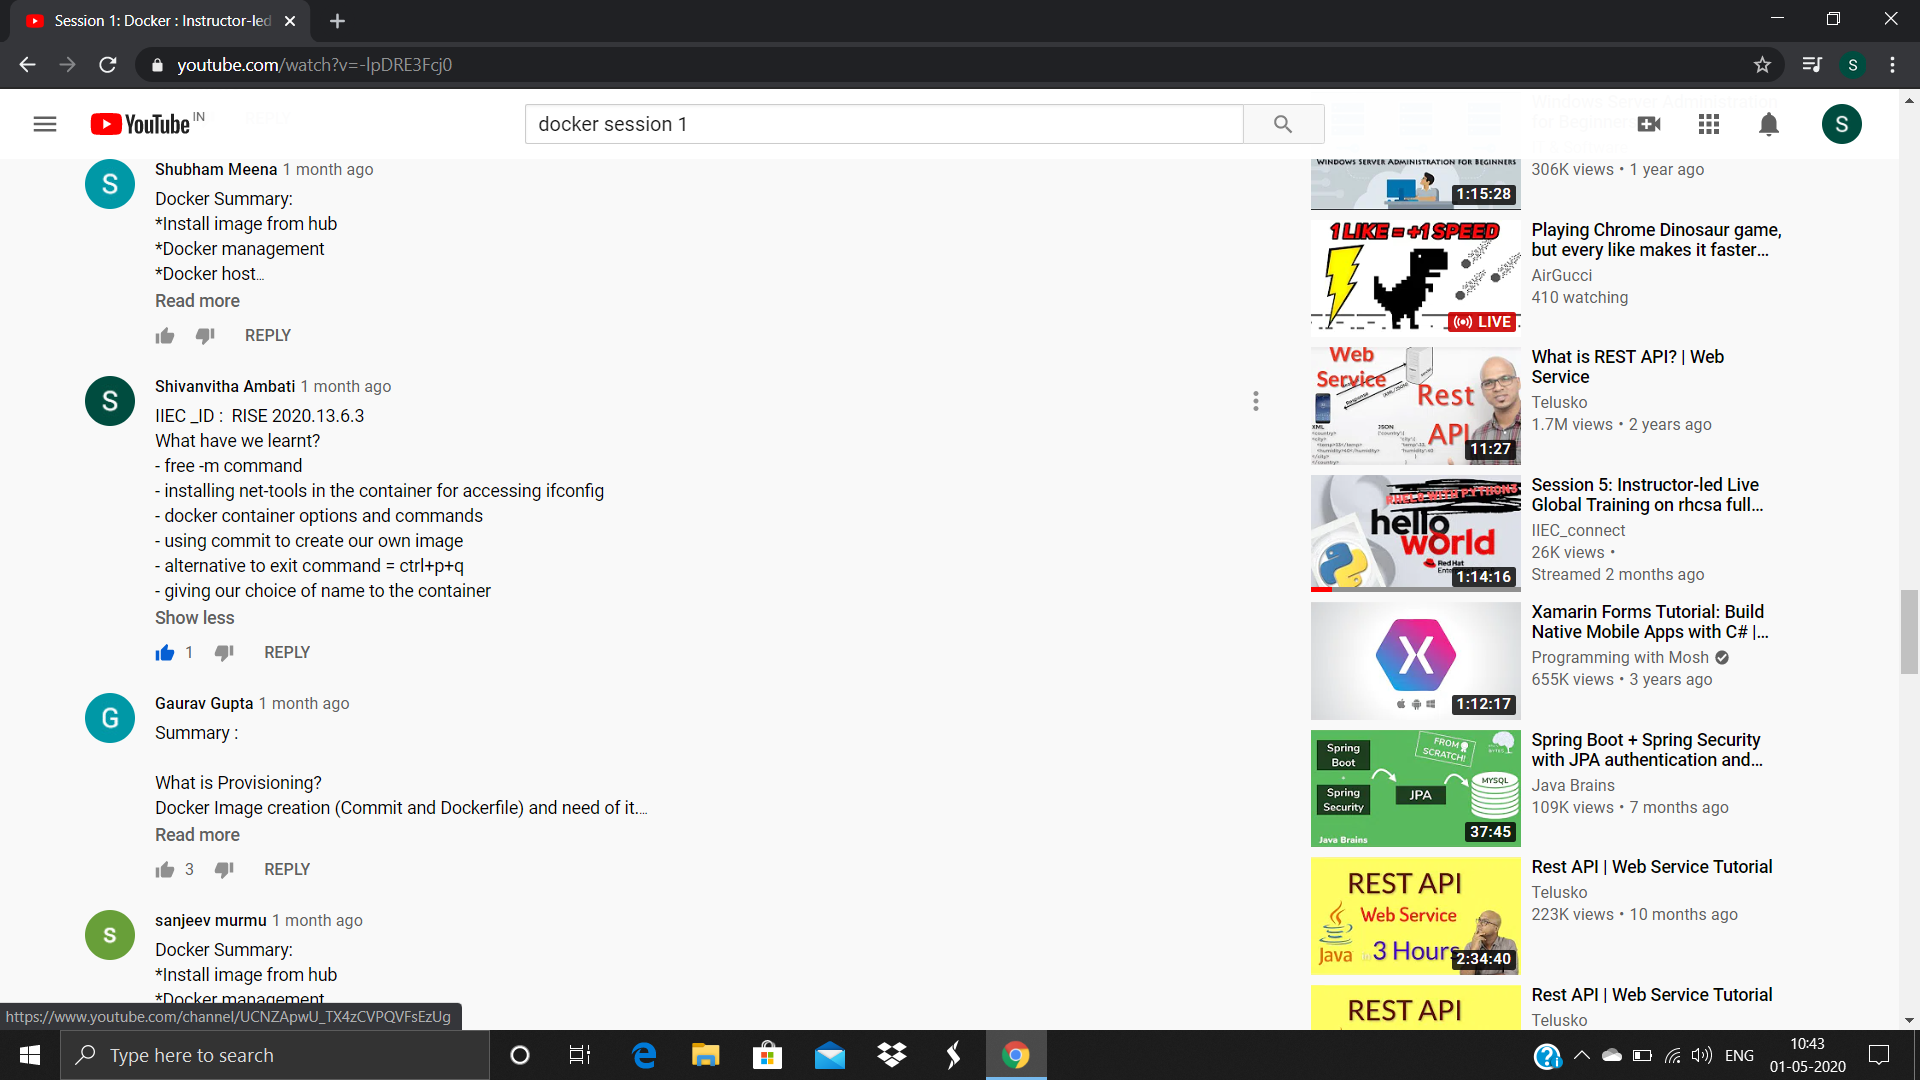 Session 1: Docker : Instructor-led
youtube.com/watch?v=-lpDRE3Fcj0
S
YouTube IN
docker session 1
S
Windows Server Administration
for Beginners
S
Shubham Meena 1 month ago
Docker Summary:
*Install image from hub
*Docker management
*Docker host...
Read more
REPLY
S
Shivanvitha Ambati 1 month ago
IIEC _ID : RISE 2020.13.6.3
What have we learnt?
- free -m command
- installing net-tools in the container for accessing ifconfig
- docker container options and commands
- using commit to create our own image
- alternative to exit command = ctrl+p+q
- giving our choice of name to the container
Show less
1 REPLY
G
Gaurav Gupta 1 month ago
Summary :
What is Provisioning?
Docker Image creation (Commit and Dockerfile) and need of it....
Read more
3 REPLY
S
sanjeev murmu 1 month ago
Docker Summary:
*Install image from hub
*Docker management
https://www.youtube.com/channel/UCNZApwU_TX4zCVPQVFsEzUg
WINDOWS SERVER ADMINISTRATION FOR BEGINNERS
1:15:28
306K views • 1 year ago
1 LIKE = +1 SPEED
LIVE
Playing Chrome Dinosaur game,
but every like makes it faster...
AirGucci
410 watching
Web
Service
Rest
API
XML
JSON
11:27
What is REST API? | Web
Service
Telusko
1.7M views • 2 years ago
RHEL8 WITH PYTHON3
hello
world
Red Hat
1:14:16
Session 5: Instructor-led Live
Global Training on rhcsa full...
IIEC_connect
26K views •
Streamed 2 months ago
X
1:12:17
Xamarin Forms Tutorial: Build
Native Mobile Apps with C# |...
Programming with Mosh
655K views • 3 years ago
Spring
Boot
+
Spring
Security
FROM
SCRATCH!
JPA
MYSQL
Java Brains
37:45
Spring Boot + Spring Security
with JPA authentication and...
Java Brains
109K views • 7 months ago
REST API
Web Service
Java in 3 Hours
2:34:40
Rest API | Web Service Tutorial
Telusko
223K views • 10 months ago
REST API
Rest API | Web Service Tutorial
Telusko
Type here to search
ENG
10:43
01-05-2020